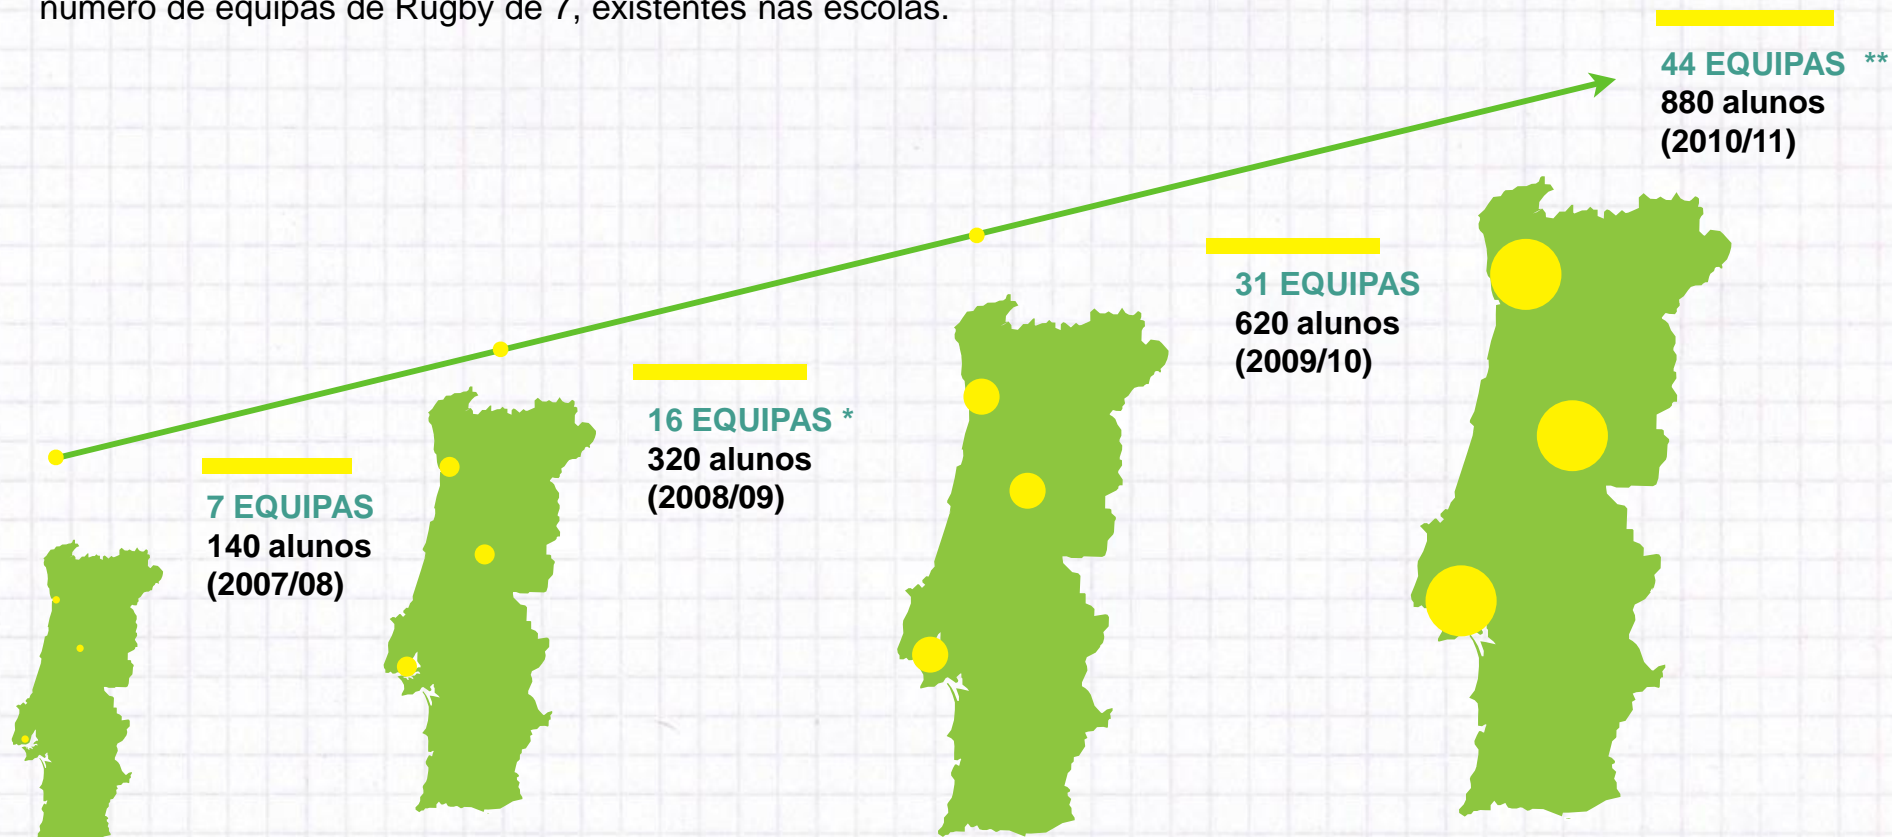 número de equipas de Rugby de 7, existentes nas escolas.
44 EQUIPAS **
880 alunos
(2010/11)
31 EQUIPAS
620 alunos
(2009/10)
16 EQUIPAS *
320 alunos
(2008/09)
7 EQUIPAS
140 alunos
(2007/08)